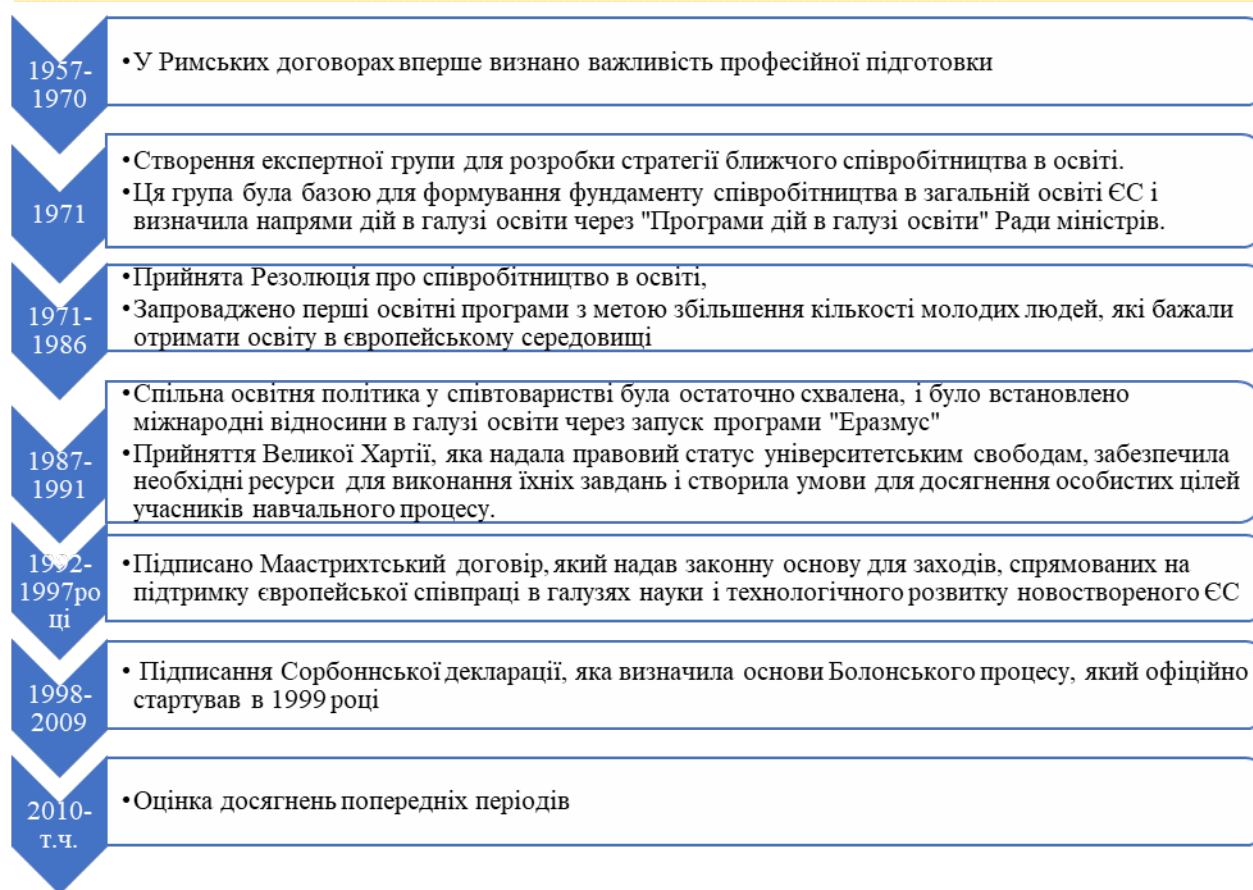 1957-
1970
•У Римських договорах вперше визнано важливість професійної підготовки
1971
•Створення експертної групи для розробки стратегії ближчого співробітництва в освіті.
•Ця група була базою для формування фундаменту співробітництва в загальній освіті ЄС і
визначила напрями дій в галузі освіти через "Програми дій в галузі освіти" Ради міністрів.
1971-
1986
•Прийнята Резолюція про співробітництво в освіті,
•Запроваджено перші освітні програми з метою збільшення кількості молодих людей, які бажали
отримати освіту в європейському середовищі
1987-
1991
•Спільна освітня політика у співтоваристві була остаточно схвалена, і було встановлено
міжнародні відносини в галузі освіти через запуск програми "Еразмус"
•Прийняття Великої Хартії, яка надала правовий статус університетським свободам, забезпечила
необхідні ресурси для виконання їхніх завдань і створила умови для досягнення особистих цілей
учасників навчального процесу.
1992-
1997ро
ці
•Підписано Маастрихтський договір, який надав законну основу для заходів, спрямованих на
підтримку європейської співпраці в галузях науки і технологічного розвитку новоствореного ЄС
1998-
2009
• Підписання Сорбоннської декларації, яка визначила основи Болонського процесу, який офіційно
стартував в 1999 році
2010-
т.ч.
•Оцінка досягнень попередніх періодів